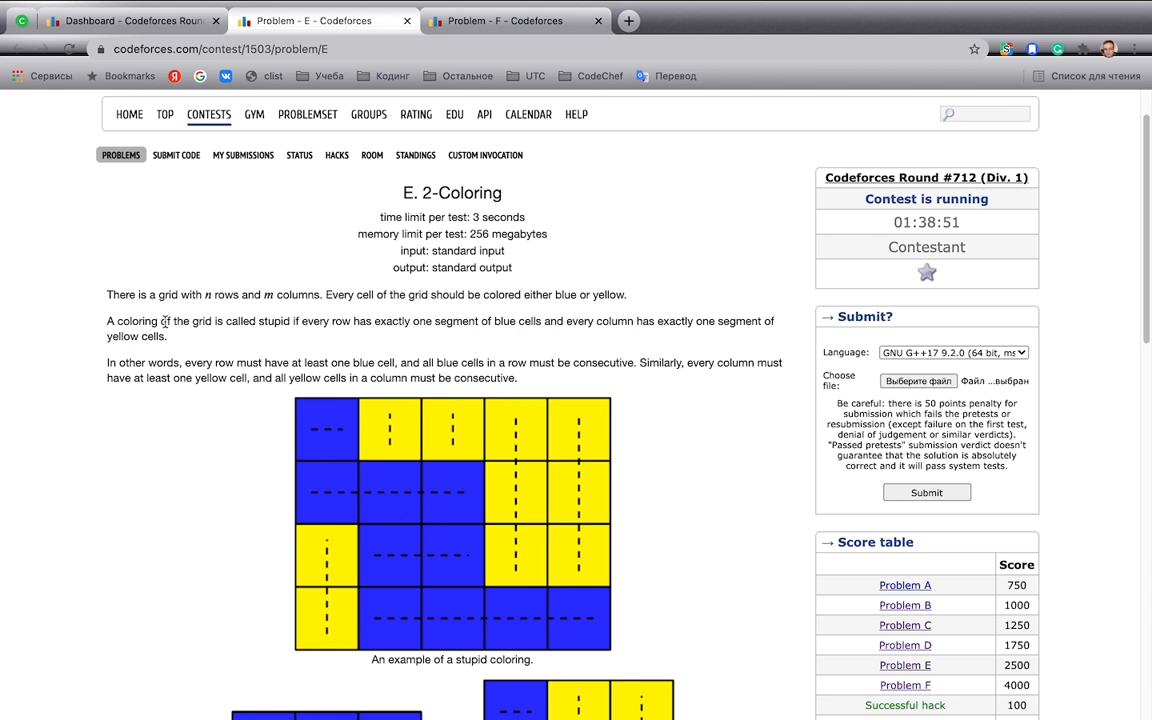 Dashboard - Codeforces Roun
Problem - E - Codeforces
Problem - F - Codeforces
codeforces.com/contest/1503/problem/E
Сервисы Bookmarks clist Учеба Кодинг Остальное UTC CodeChef Перевод Список для чтения
HOME TOP CONTESTS GYM PROBLEMSET GROUPS RATING EDU API CALENDAR HELP
PROBLEMS SUBMIT CODE MY SUBMISSIONS STATUS HACKS ROOM STANDINGS CUSTOM INVOCATION
E. 2-Coloring
time limit per test: 3 seconds
memory limit per test: 256 megabytes
input: standard input
output: standard output
There is a grid with n rows and m columns. Every cell of the grid should be colored either blue or yellow.
A coloring of the grid is called stupid if every row has exactly one segment of blue cells and every column has exactly one segment of
yellow cells.
In other words, every row must have at least one blue cell, and all blue cells in a row must be consecutive. Similarly, every column must
have at least one yellow cell, and all yellow cells in a column must be consecutive.
An example of a stupid coloring.
Codeforces Round #712 (Div. 1)
Contest is running
01:38:51
Contestant
→ Submit?
Language: GNU G++17 9.2.0 (64 bit, ms
Choose
file: Выберите файл Файл ...выбран
Be careful: there is 50 points penalty for
submission which fails the pretests or
resubmission (except failure on the first test,
denial of judgement or similar verdicts).
"Passed pretests" submission verdict doesn't
guarantee that the solution is absolutely
correct and it will pass system tests.
Submit
→ Score table
Score
Problem A 750
Problem B 1000
Problem C 1250
Problem D 1750
Problem E 2500
Problem F 4000
Successful hack 100